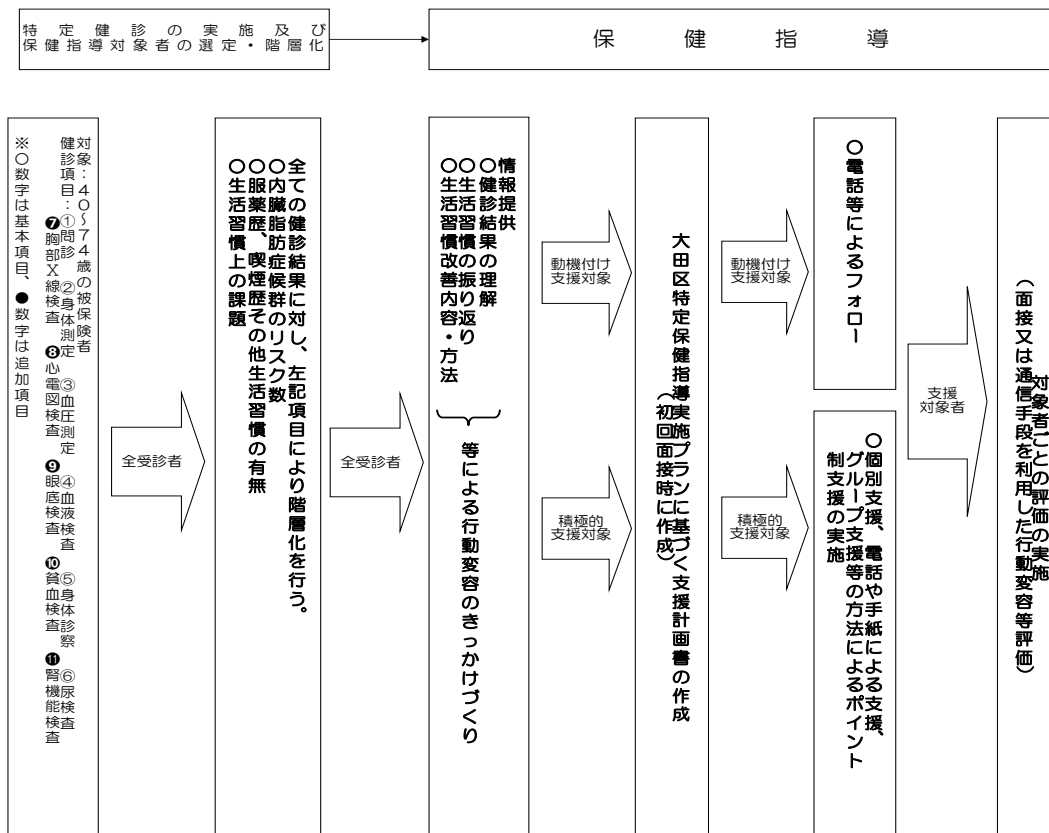 特定健診の実施及び
保健指導対象者の選定・階層化
保健指導
対象：４０～７４歳の被保険者
健診項目：①問診　②身体測定　③血圧測定　④血液検査　⑤身体診察　⑥尿検査
❼胸部X線検査　❽心電図検査　❾眼底検査　❿貧血検査　⓫腎機能検査
※○数字は基本項目、●数字は追加項目
全受診者
全ての健診結果に対し、左記項目により階層化を行う。
○内臓脂肪症候群のリスク数
○服薬歴、喫煙歴その他生活習慣の有無
○生活習慣上の課題
全受診者
情報提供
○健診結果の理解
○生活習慣の振り返り
○生活習慣改善内容・方法
等による行動変容のきっかけづくり
動機付け
支援対象
積極的
支援対象
大田区特定保健指導実施プランに基づく支援計画書の作成
（初回面接時に作成）
動機付け
支援対象
積極的
支援対象
○電話等によるフォロー
○個別支援、電話や手紙による支援、
グループ支援等の方法によるポイント
制支援の実施
支援
対象者
対象者ごとの評価の実施
（面接又は通信手段を利用した行動変容等評価）